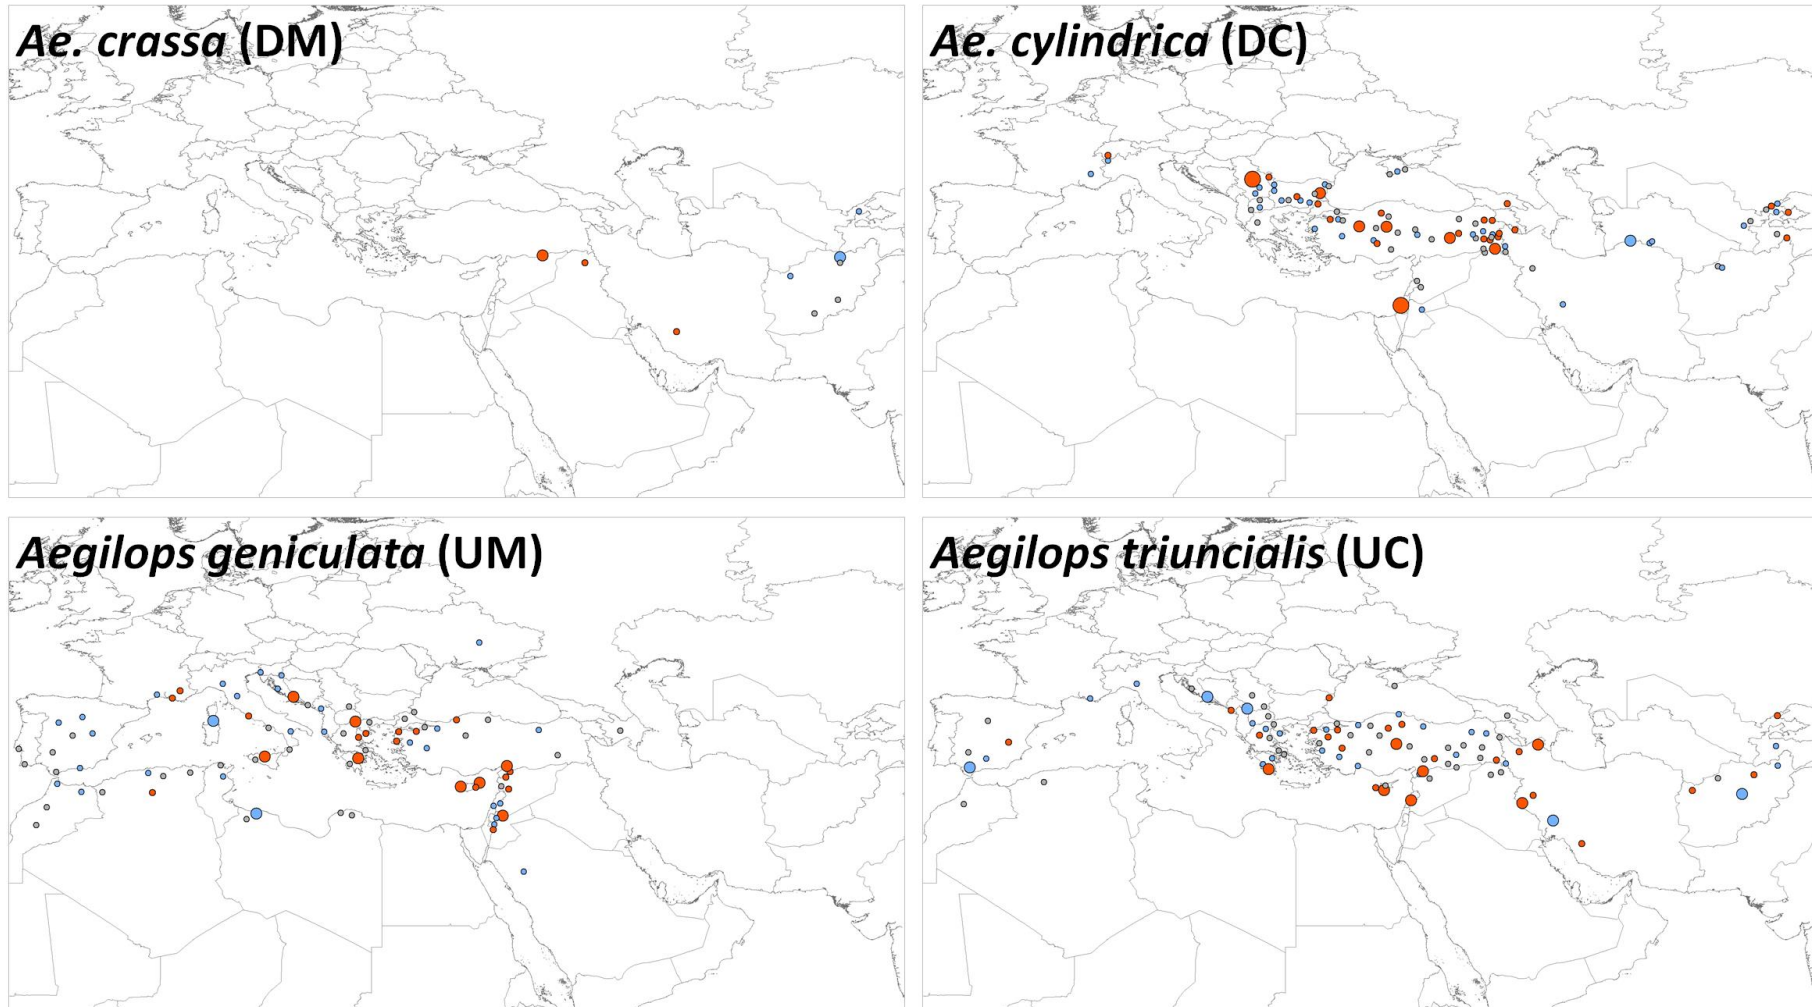 Ae. crassa (DM)
Ae. cylindrica (DC)
Aegilops geniculata (UM)
Aegilops triuncialis (UC)